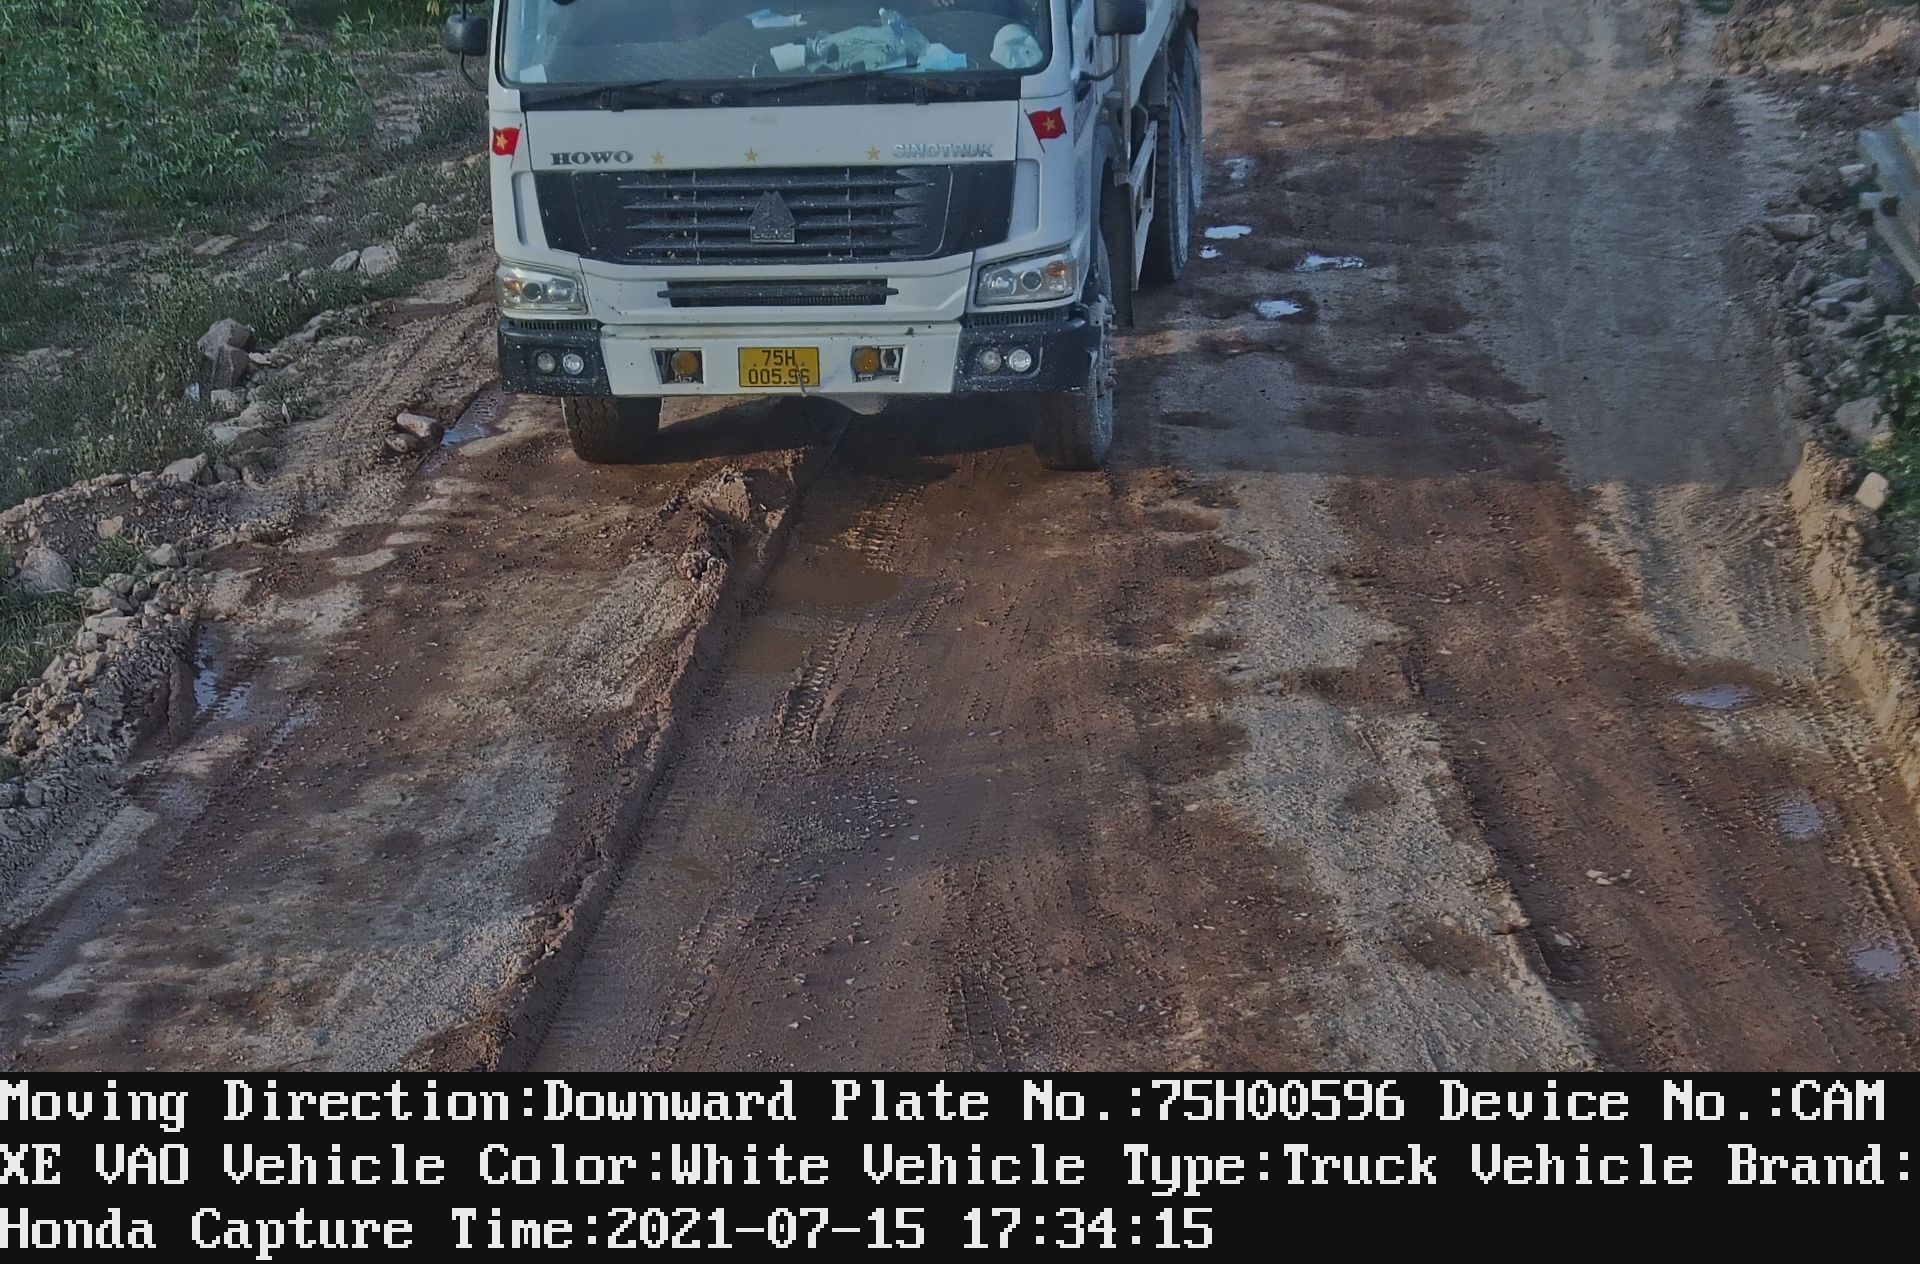 HOWO
SINOTRUK
75H
005.96
Moving Direction:Downward Plate No.:75H00596 Device No.:CAM
XE VAO Vehicle Color:White Vehicle Type:Truck Vehicle Brand:
Honda Capture Time:2021-07-15 17:34:15